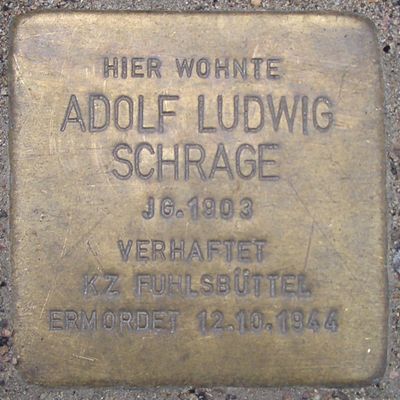 HIER WOHNTE
ADOLF LUDWIG
SCHRAGE
JG. 1903
VERHAFTET
KZ FUHLSBÜTTEL
ERMORDET 12.10.1944